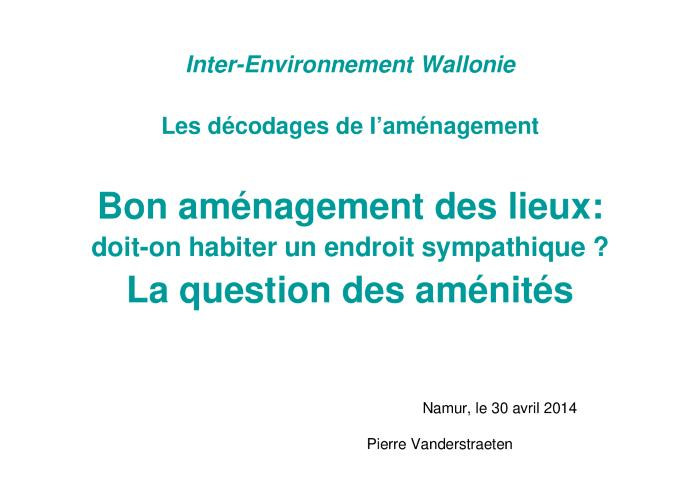 Inter-Environnement Wallonie
Les décodages de l’aménagement
Bon aménagement des lieux:
doit-on habiter un endroit sympathique ?
La question des aménités
Namur, le 30 avril 2014
Pierre Vanderstraeten